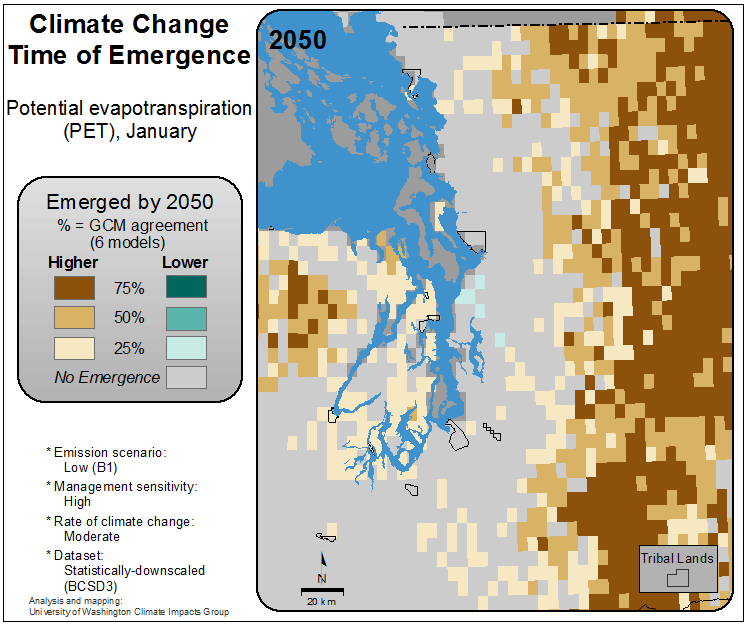 Climate Change
Time of Emergence
Potential evapotranspiration
(PET), January
Emerged by 2050
% = GCM agreement
(6 models)
Higher Lower
75%
50%
25%
No Emergence
* Emission scenario:
Low (B1)
* Management sensitivity:
High
* Rate of climate change:
Moderate
* Dataset:
Statistically-downscaled
(BCSD3)
Analysis and mapping:
University of Washington Climate Impacts Group
2050
N
20 km
Tribal Lands